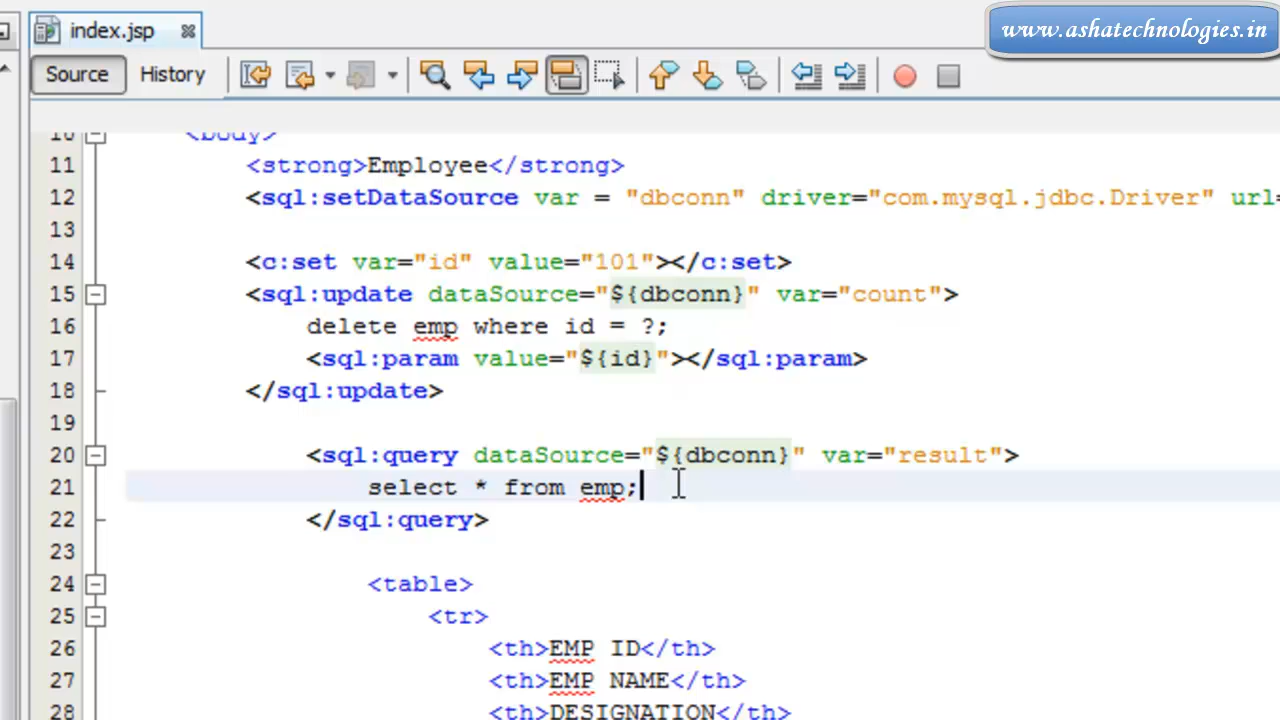 index.jsp
www.ashatechnologies.in
Source History
10 <body>
11 <strong>Employee</strong>
12 <sql:setDataSource var = "dbconn" driver="com.mysql.jdbc.Driver" url=
13
14 <c:set var="id" value="101"></c:set>
15 <sql:update dataSource="${dbconn}" var="count">
16 delete emp where id = ?;
17 <sql:param value="${id}"></sql:param>
18 </sql:update>
19
20 <sql:query dataSource="${dbconn}" var="result">
21 select * from emp;
22 </sql:query>
23
24 <table>
25 <tr>
26 <th>EMP ID</th>
27 <th>EMP NAME</th>
28 <th>DESIGNATION</th>